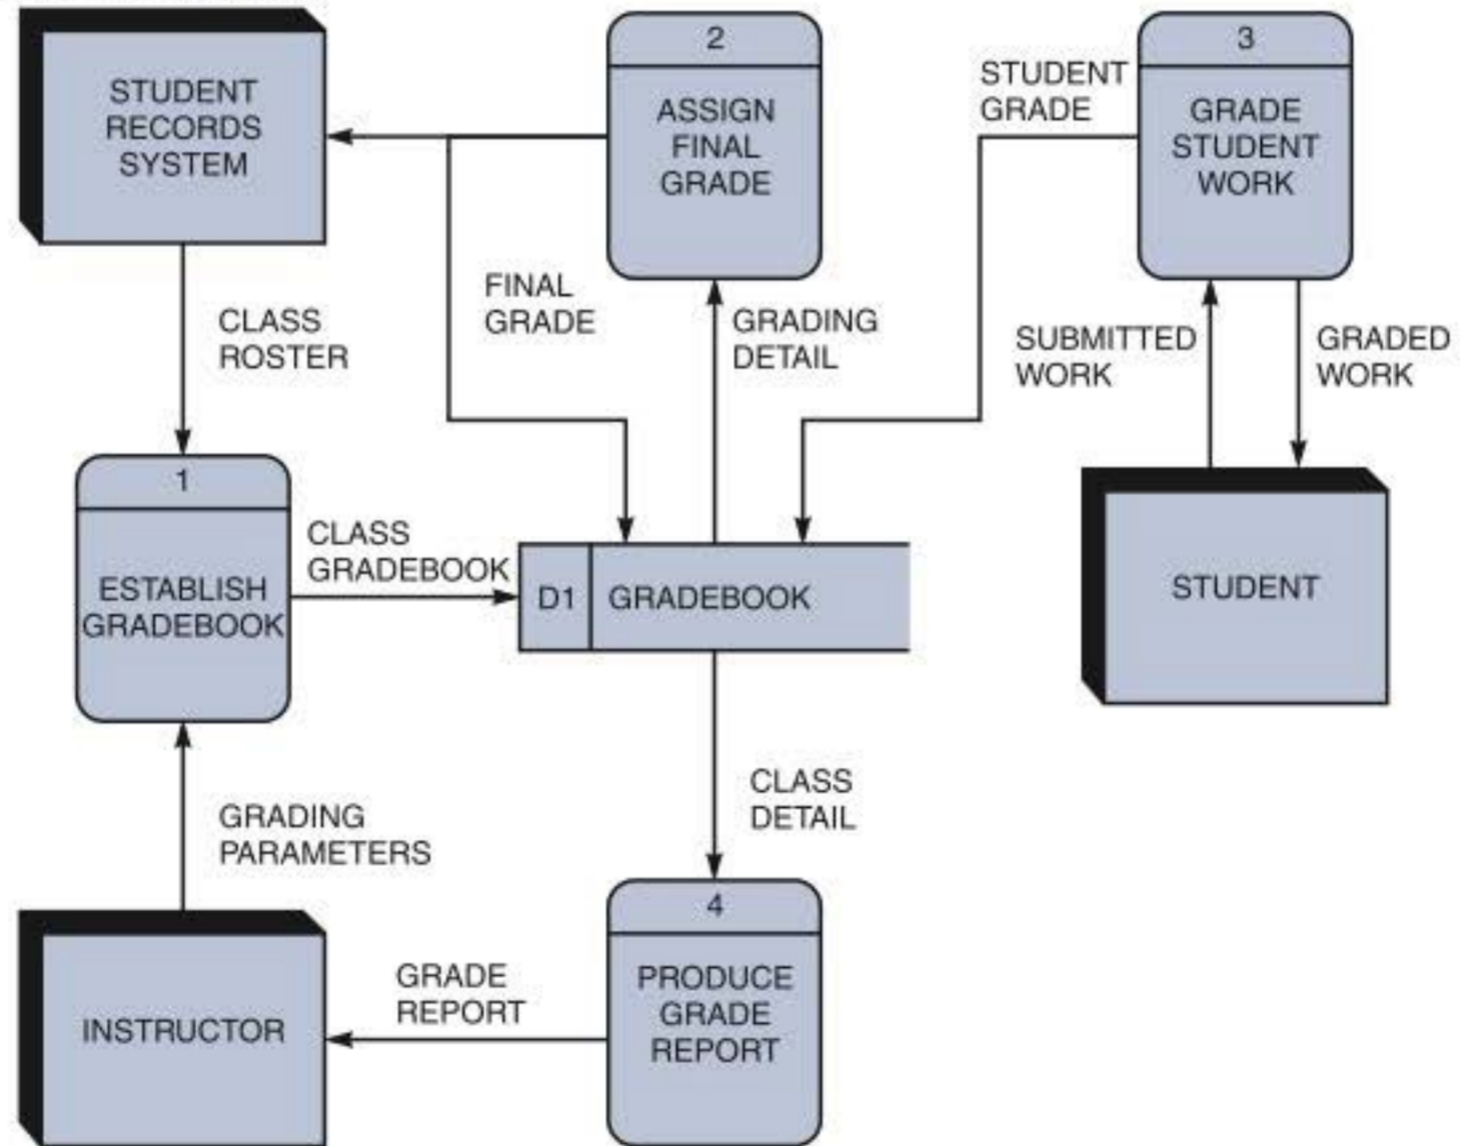 STUDENT
RECORDS
SYSTEM
2
ASSIGN
FINAL
GRADE
STUDENT
GRADE
3
GRADE
STUDENT
WORK
CLASS
ROSTER
FINAL
GRADE
GRADING
DETAIL
SUBMITTED
WORK
GRADED
WORK
1
ESTABLISH
GRADEBOOK
CLASS
GRADEBOOK
D1 GRADEBOOK
STUDENT
GRADING
PARAMETERS
CLASS
DETAIL
INSTRUCTOR
GRADE
REPORT
4
PRODUCE
GRADE
REPORT